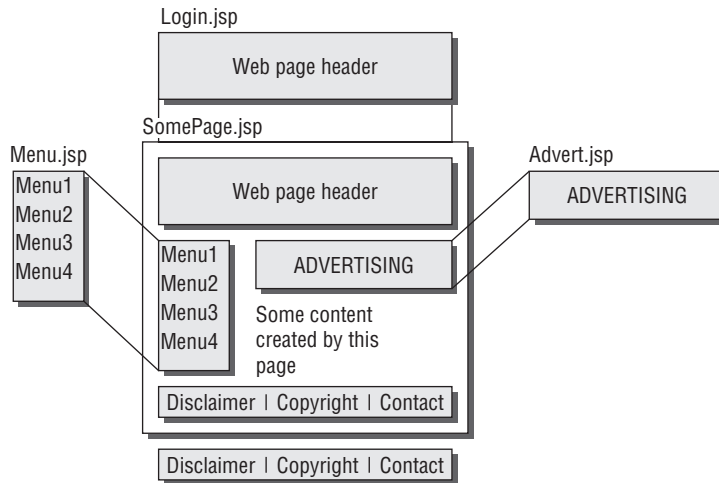 Login.jsp
Web page header
SomePage.jsp
Menu.jsp
Menu1
Menu2
Menu3
Menu4
Advert.jsp
ADVERTISING
Web page header
Menu1
Menu2
Menu3
Menu4
ADVERTISING
Some content
created by this
page
Disclaimer | Copyright | Contact
Disclaimer | Copyright | Contact